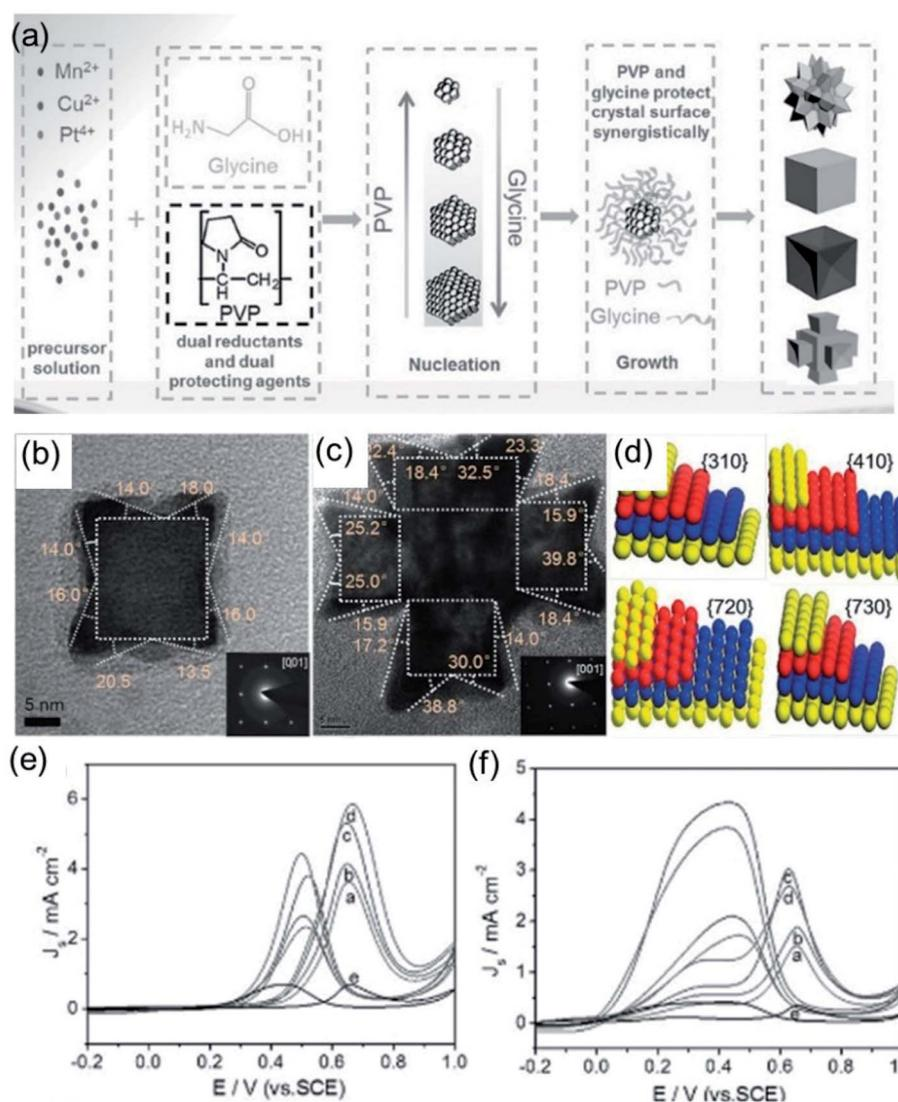 (a)
Mn2+
Cu2+
Pt4+
precursor
solution
+
H2N
O
OH
Glycine
O
N
C
H
CH2
PVP
dual reductants
and dual
protecting agents
PVP
Glycine
Nucleation
PVP and
glycine protect
crystal surface
synergistically
PVP
Glycine
Growth
(b)
14.0°
18.0
14.0°
14.0
16.0°
16.0
20.5
13.5
5 nm
[001]
(c)
32.4°
18.4°
32.5°
23.3
14.0°
18.4
25.2°
15.9°
25.0°
39.8°
15.9°
17.2
18.4°
14.0
30.0°
38.8°
[001]
(d)
{310}
{410}
{720}
{730}
(e)
Js / mA cm-2
6
4
2
0
d
c
b
a
e
-0.2
0.0
0.2
0.4
0.6
0.8
1.0
E / V (vs.SCE)
(f)
Js / mA cm-2
5
4
3
2
1
0
c
d
b
a
e
-0.2
0.0
0.2
0.4
0.6
0.8
E / V (vs.SCE)